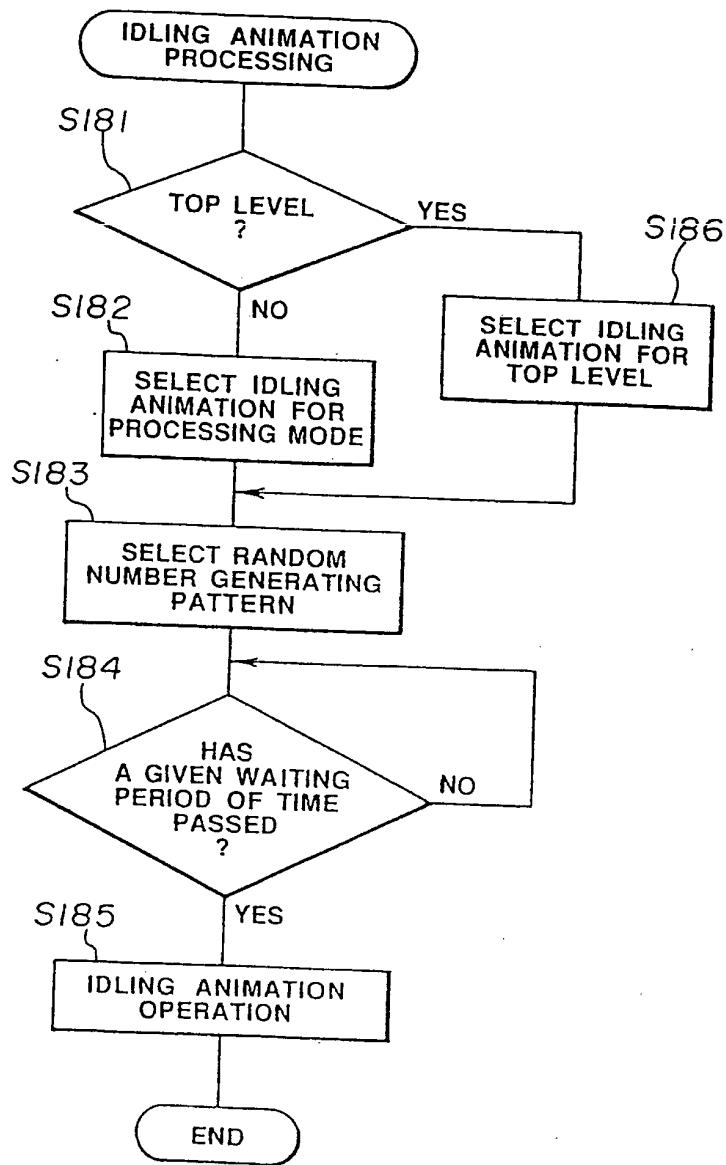 IDLING ANIMATION
PROCESSING
S181
TOP LEVEL
?
YES
S186
SELECT IDLING
ANIMATION FOR
TOP LEVEL
NO
S182
SELECT IDLING
ANIMATION FOR
PROCESSING MODE
S183
SELECT RANDOM
NUMBER GENERATING
PATTERN
S184
HAS
A GIVEN WAITING
PERIOD OF TIME
PASSED
?
NO
YES
S185
IDLING ANIMATION
OPERATION
END